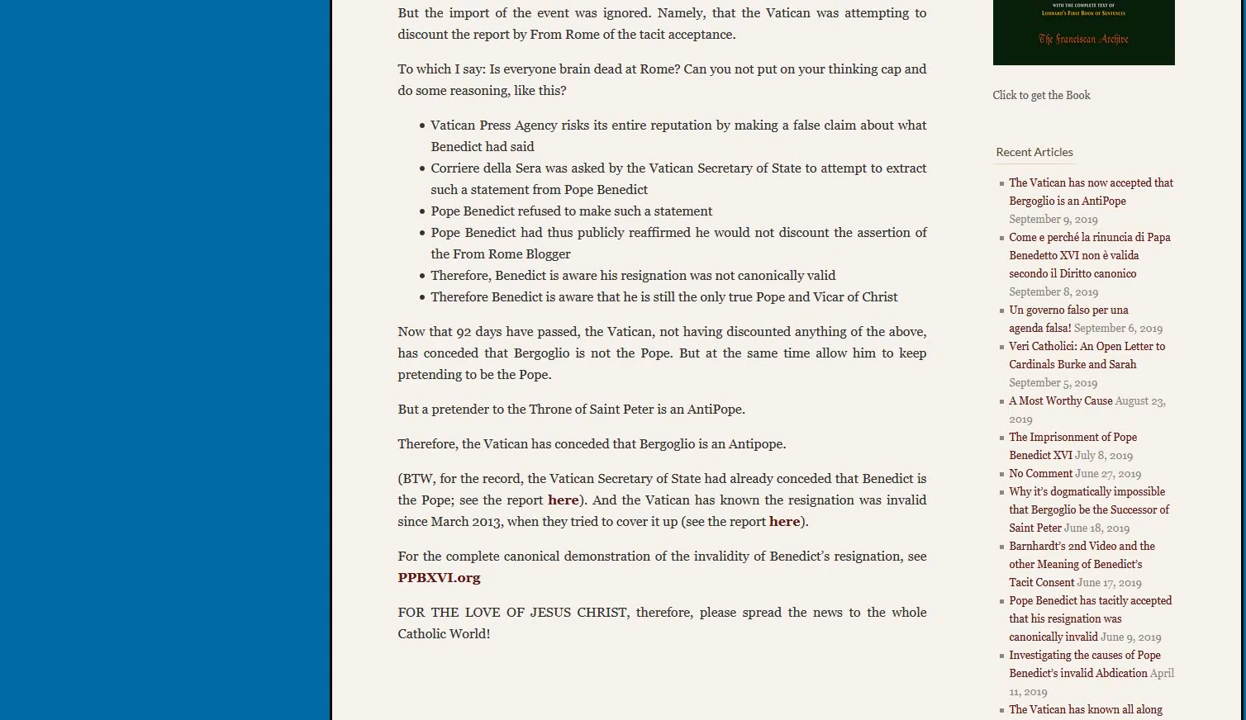 But the import of the event was ignored. Namely, that the Vatican was attempting to
discount the report by From Rome of the tacit acceptance.
To which I say: Is everyone brain dead at Rome? Can you not put on your thinking cap and
do some reasoning, like this?
• Vatican Press Agency risks its entire reputation by making a false claim about what
Benedict had said
• Corriere della Sera was asked by the Vatican Secretary of State to attempt to extract
such a statement from Pope Benedict
• Pope Benedict refused to make such a statement
• Pope Benedict had thus publicly reaffirmed he would not discount the assertion of
the From Rome Blogger
• Therefore, Benedict is aware his resignation was not canonically valid
• Therefore Benedict is aware that he is still the only true Pope and Vicar of Christ
Now that 92 days have passed, the Vatican, not having discounted anything of the above,
has conceded that Bergoglio is not the Pope. But at the same time allow him to keep
pretending to be the Pope.
But a pretender to the Throne of Saint Peter is an AntiPope.
Therefore, the Vatican has conceded that Bergoglio is an Antipope.
(BTW, for the record, the Vatican Secretary of State had already conceded that Benedict is
the Pope; see the report here). And the Vatican has known the resignation was invalid
since March 2013, when they tried to cover it up (see the report here).
For the complete canonical demonstration of the invalidity of Benedict's resignation, see
PPBXVI.org
FOR THE LOVE OF JESUS CHRIST, therefore, please spread the news to the whole
Catholic World!
WITH THE COMPLETE TEXT OF
LOMBARD'S FIRST BOOK OF SENTENCES
The Franciscan Archive
Click to get the Book
Recent Articles
The Vatican has now accepted that
Bergoglio is an AntiPope
September 9, 2019
Come e perché la rinuncia di Papa
Benedetto XVI non è valida
secondo il Diritto canonico
September 8, 2019
Un governo falso per una
agenda falsa! September 6, 2019
Veri Catholici: An Open Letter to
Cardinals Burke and Sarah
September 5, 2019
A Most Worthy Cause August 23,
2019
The Imprisonment of Pope
Benedict XVI July 8, 2019
No Comment June 27, 2019
Why it's dogmatically impossible
that Bergoglio be the Successor of
Saint Peter June 18, 2019
Barnhardt's 2nd Video and the
other Meaning of Benedict's
Tacit Consent June 17, 2019
Pope Benedict has tacitly accepted
that his resignation was
canonically invalid June 9, 2019
Investigating the causes of Pope
Benedict's invalid Abdication April
11, 2019
The Vatican has known all along